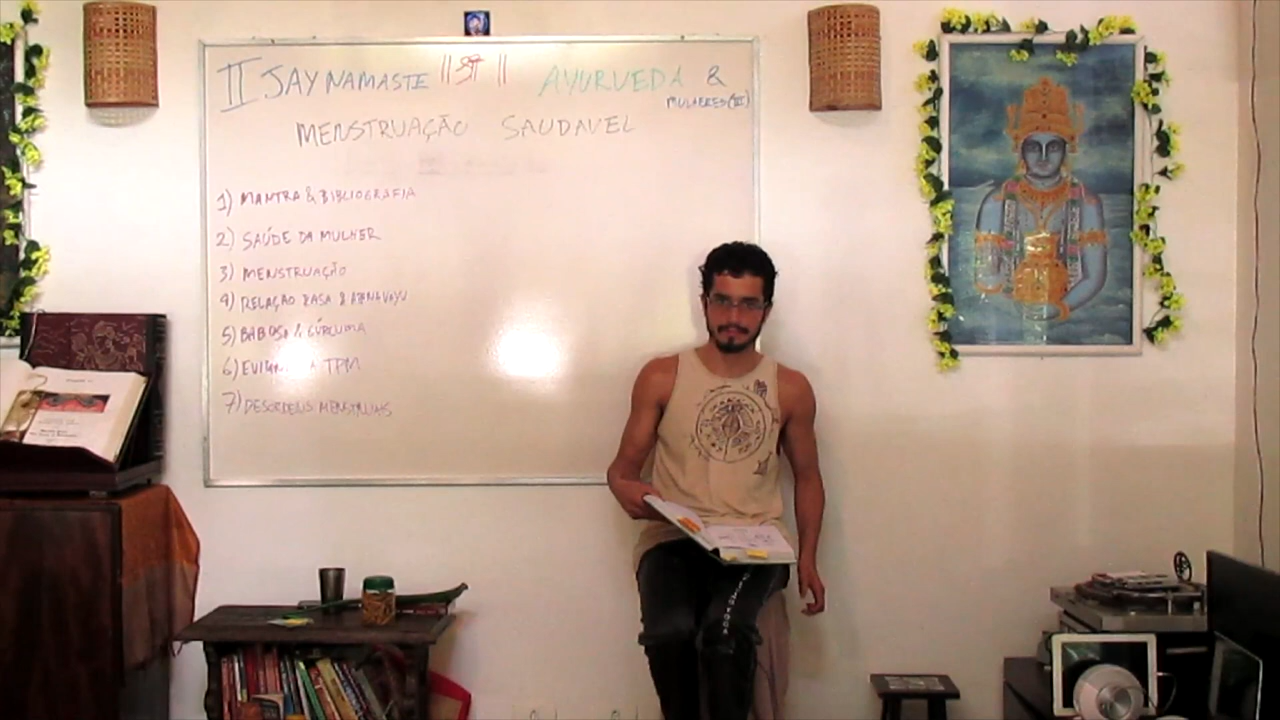 II JAY NAMASTE || ॐ || AYURVEDA &
MULHERES (III)
MENSTRUAÇÃO SAUDAVEL
1) MANTRA & BIBLIOGRAFIA
2) SAÚDE DA MULHER
3) MENSTRUAÇÃO
4) RELAÇÃO RASA & APANAVAYU
5) BABOSA & CÚRCUMA
6) A TPM
7) DESORDENS MENSTRUAIS